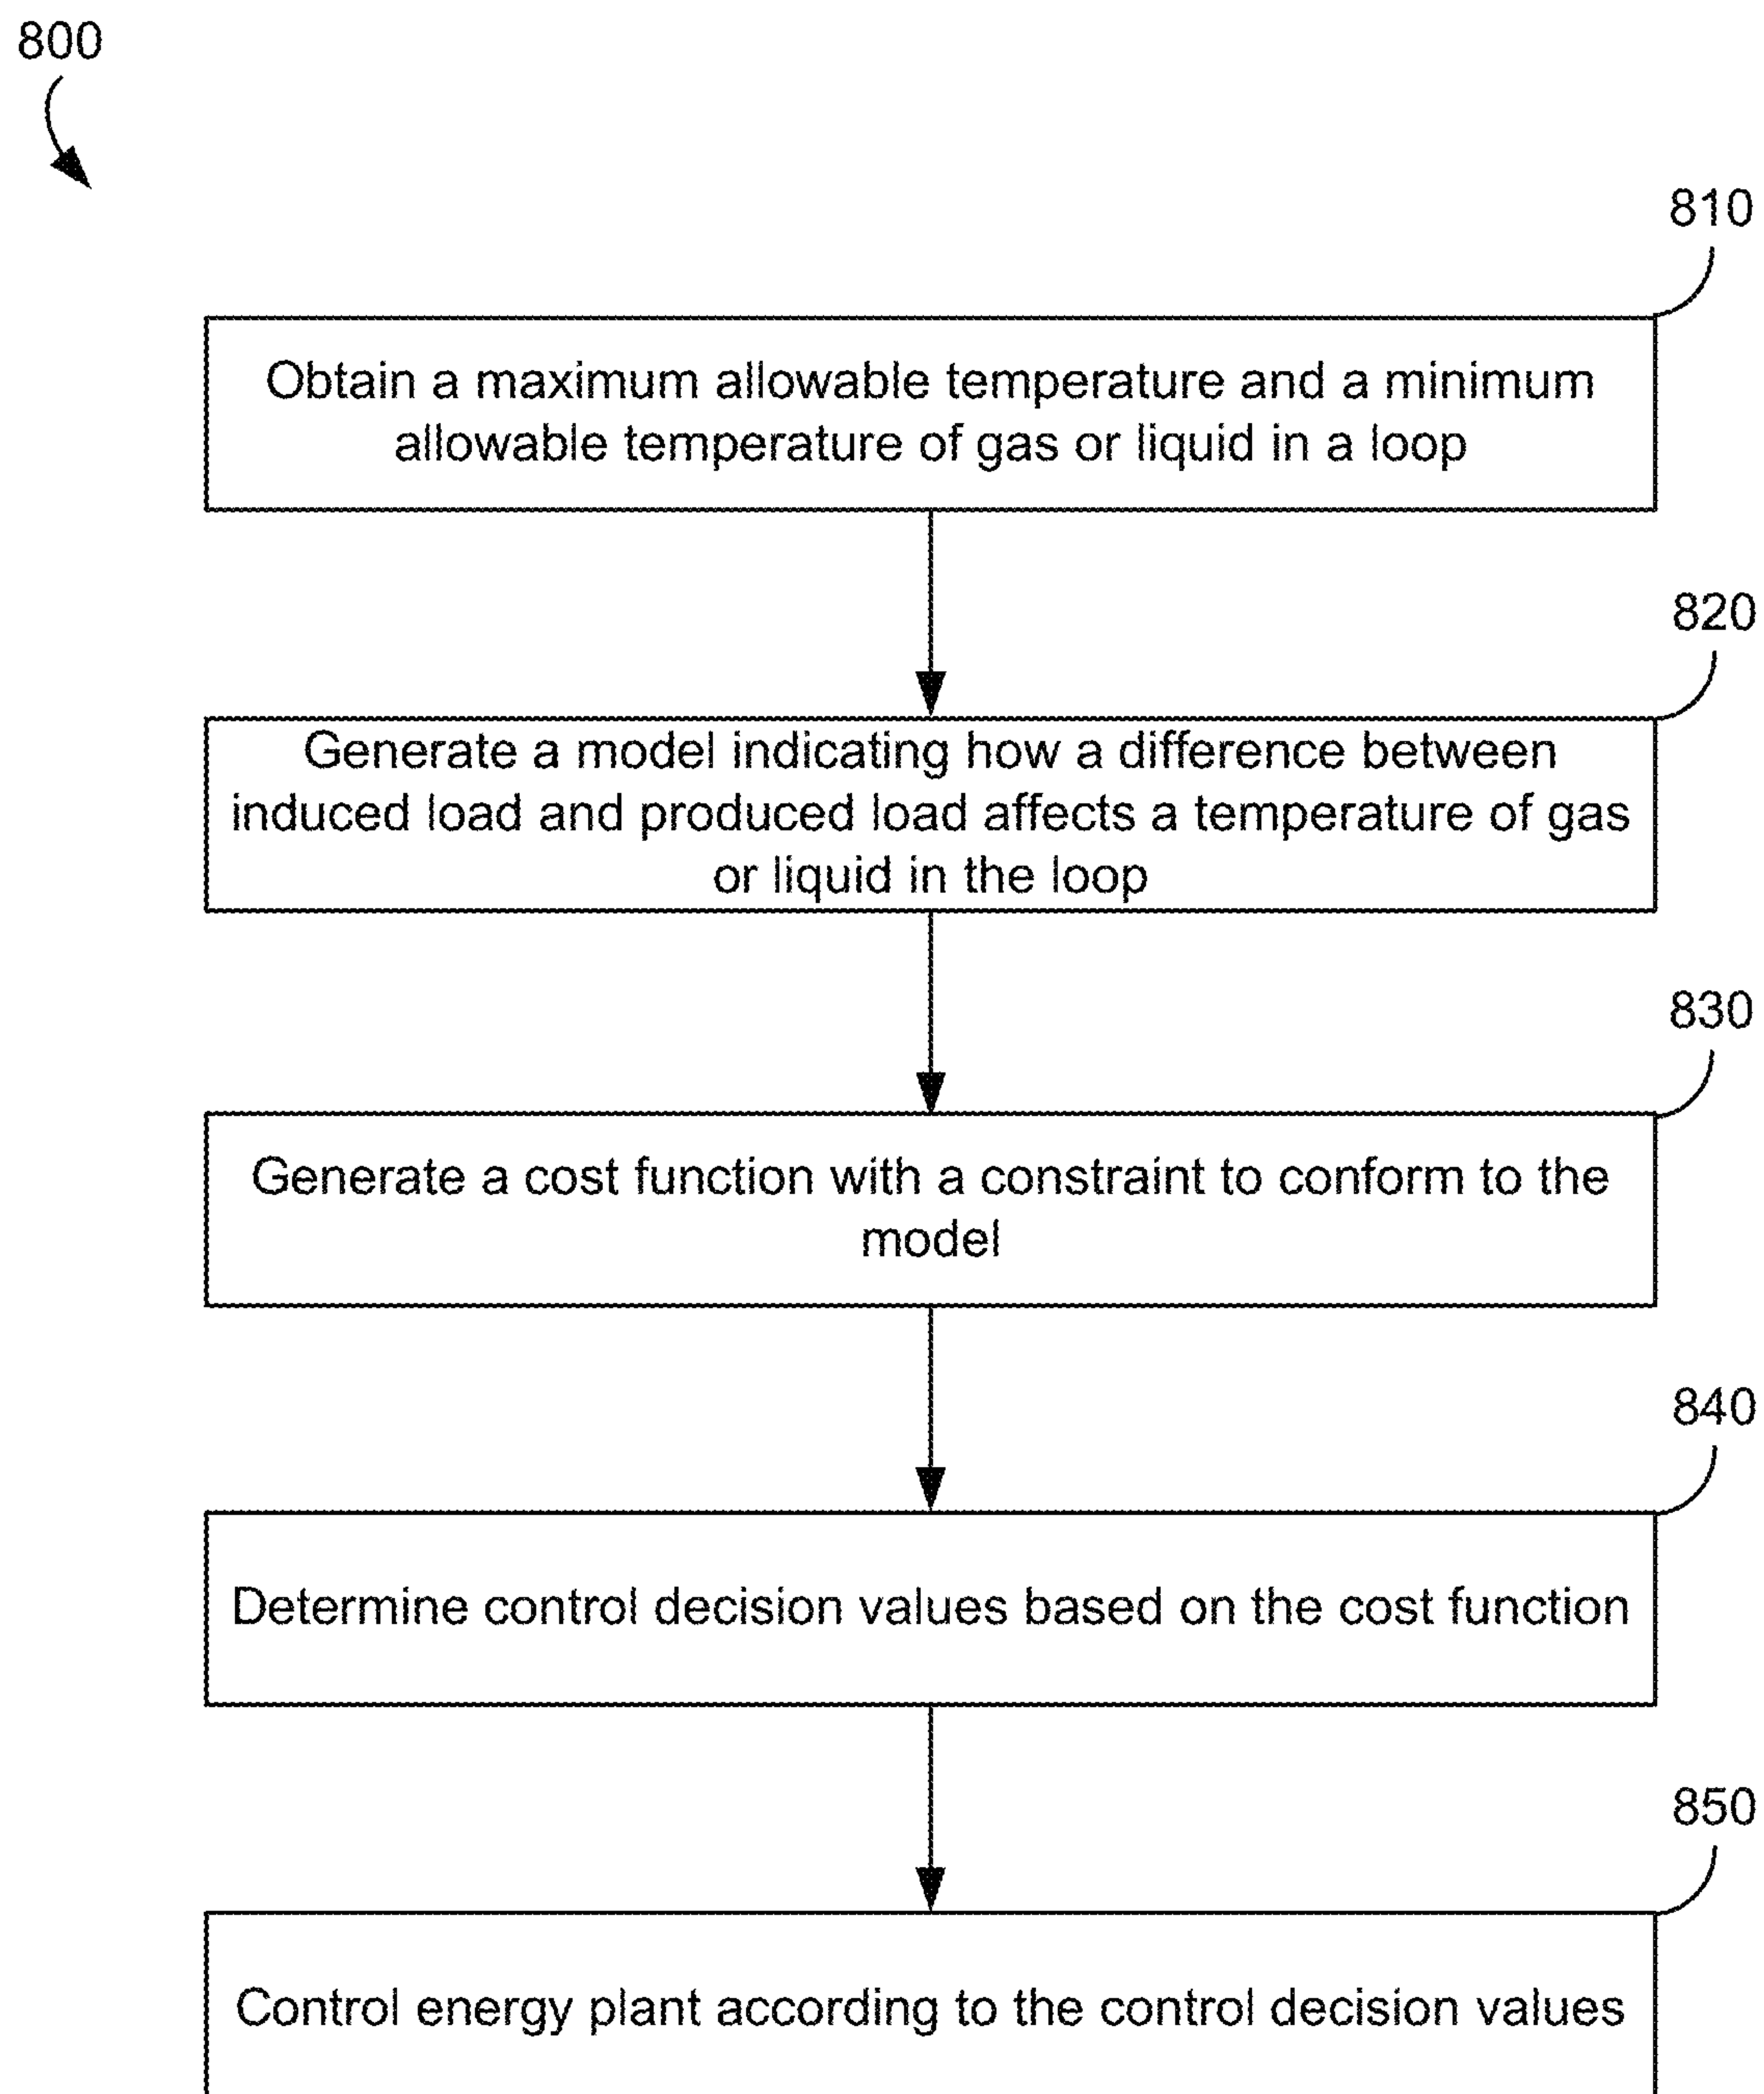 800
810
Obtain a maximum allowable temperature and a minimum
allowable temperature of gas or liquid in a loop
820
Generate a model indicating how a difference between
induced load and produced load affects a temperature of gas
or liquid in the loop
830
Generate a cost function with a constraint to conform to the
model
840
Determine control decision values based on the cost function
850
Control energy plant according to the control decision values